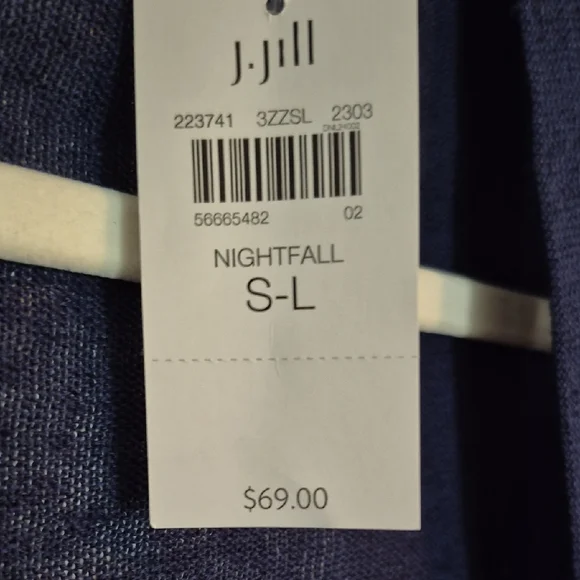 J.Jill
223741 3ZZSL 2303
56665482 02
NIGHTFALL
S-L
$69.00